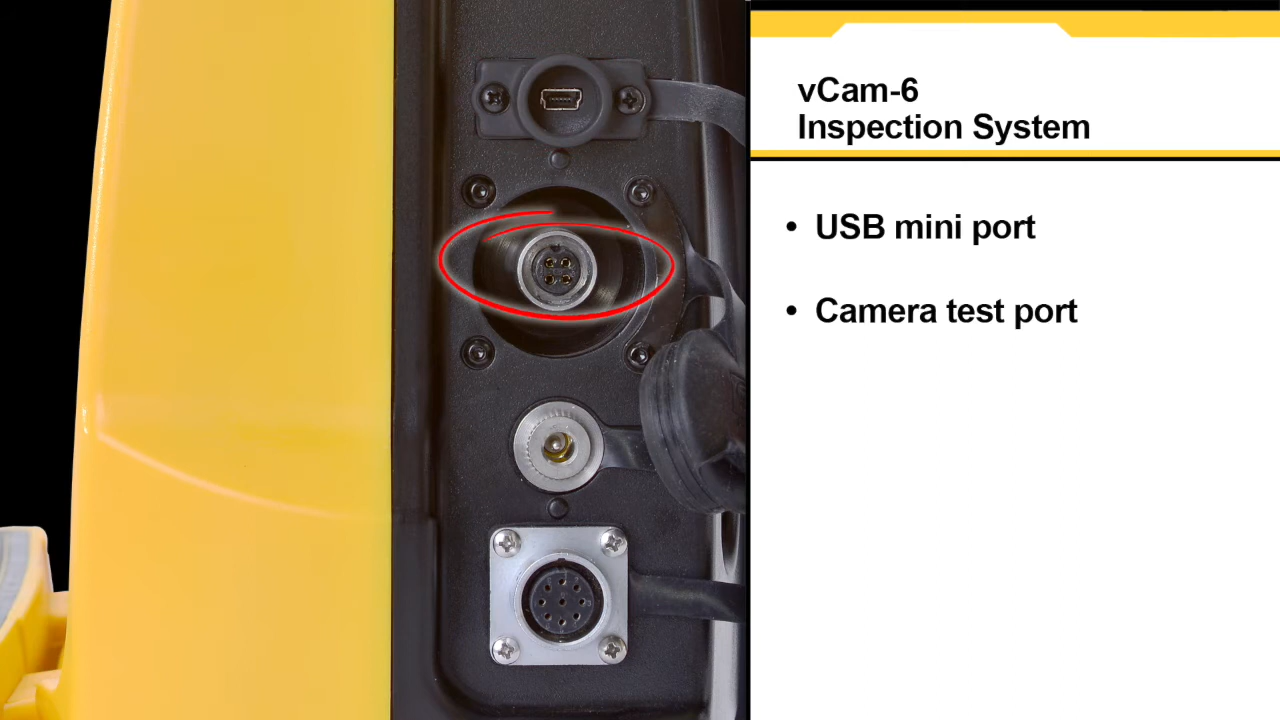 vCam-6
Inspection System
• USB mini port
• Camera test port